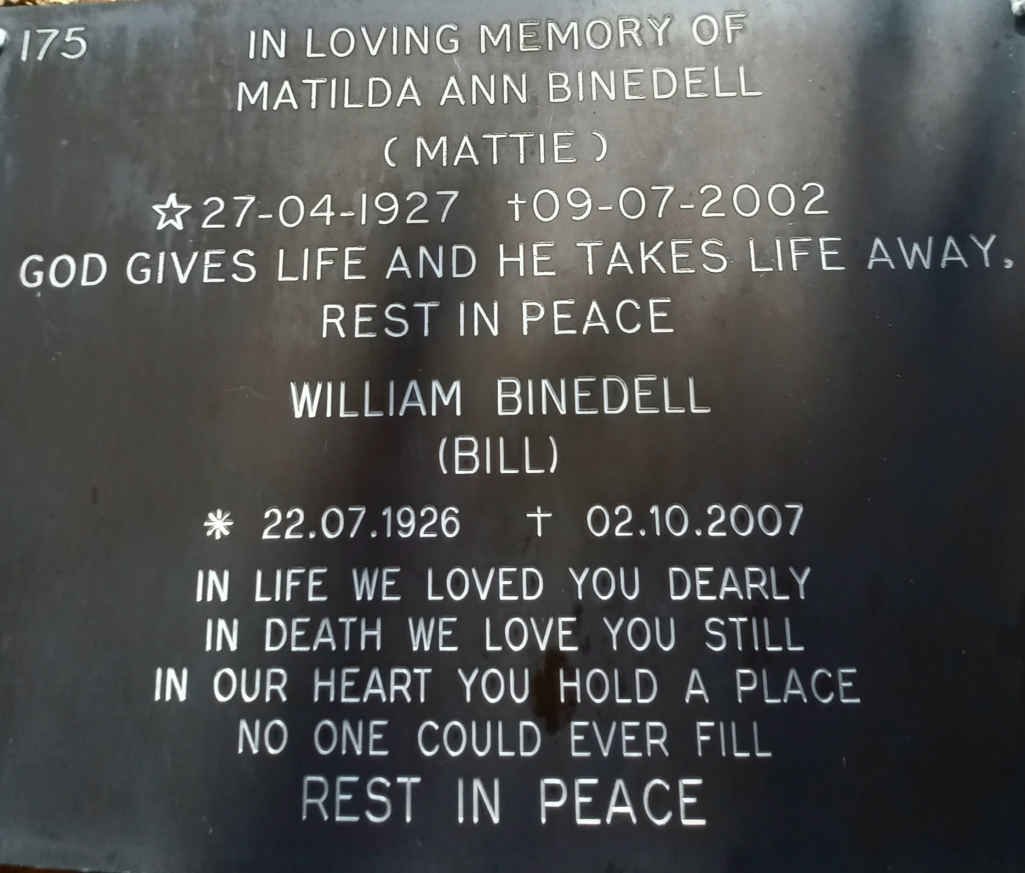 175
IN LOVING MEMORY OF
MATILDA ANN BINEDELL
( MATTIE )
☆27-04-1927 †09-07-2002
GOD GIVES LIFE AND HE TAKES LIFE AWAY,
REST IN PEACE
WILLIAM BINEDELL
(BILL)
* 22.07.1926 † 02.10.2007
IN LIFE WE LOVED YOU DEARLY
IN DEATH WE LOVE YOU STILL
IN OUR HEART YOU HOLD A PLACE
NO ONE COULD EVER FILL
REST IN PEACE